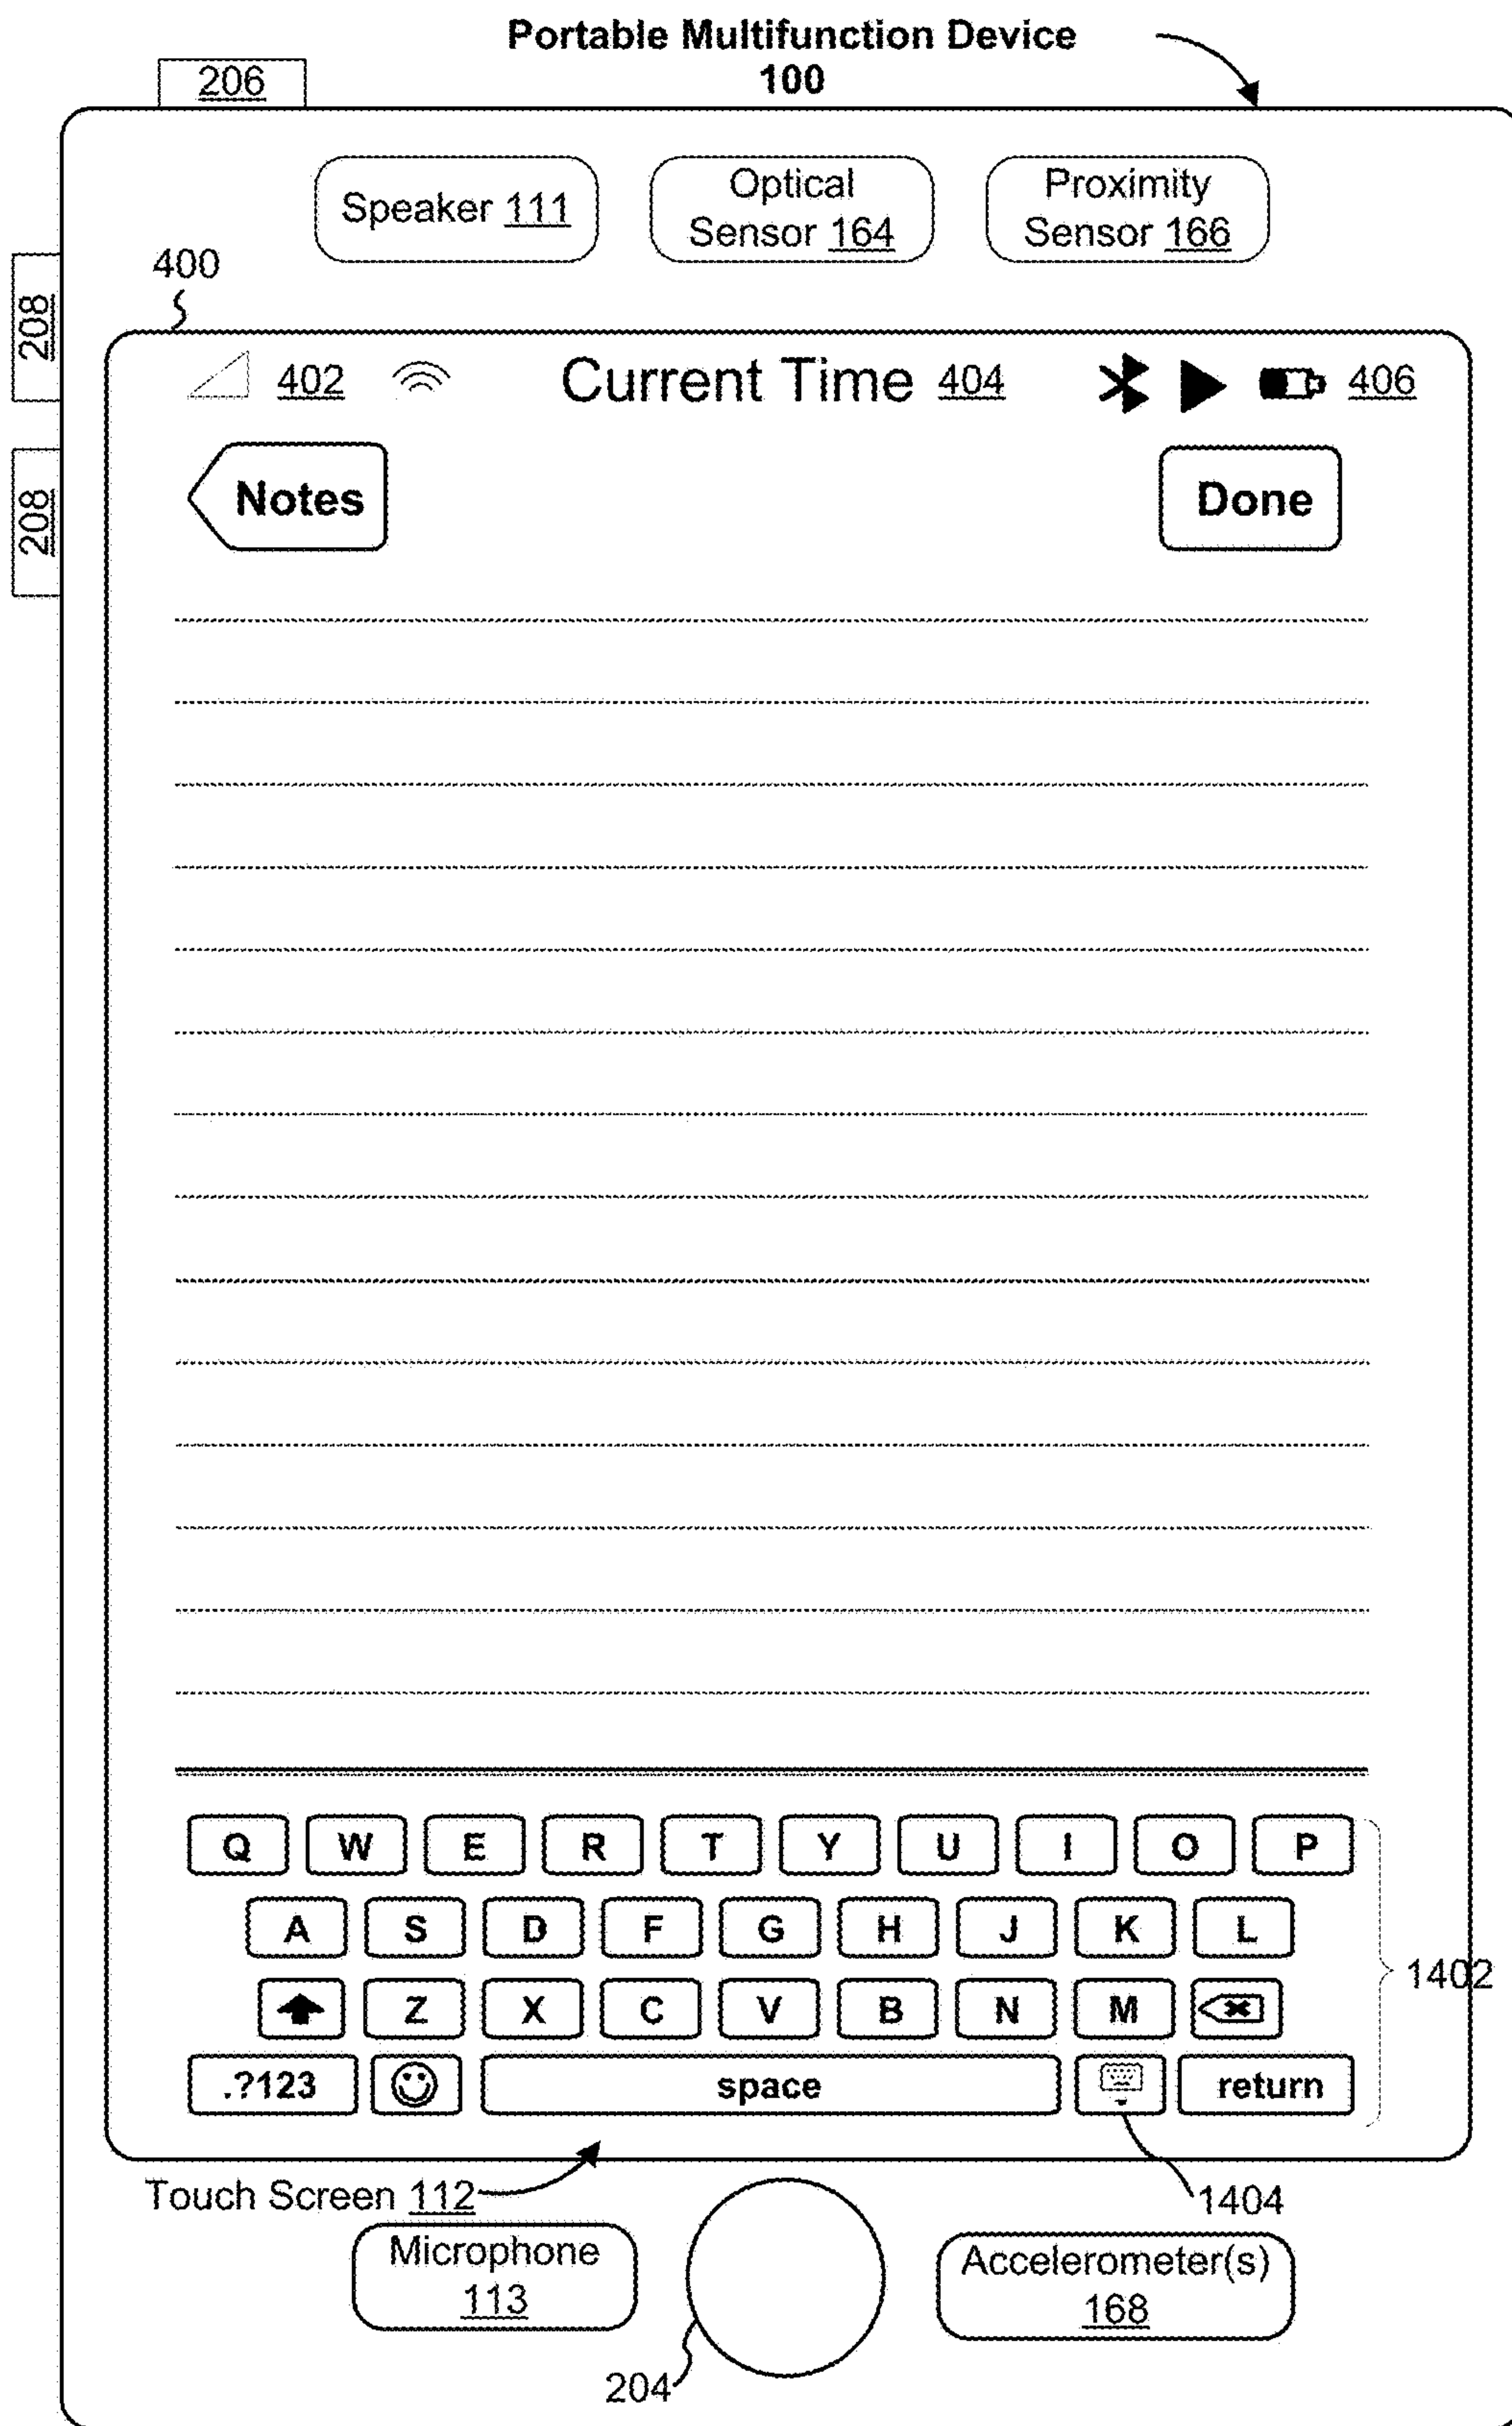 Portable Multifunction Device
100
206
Speaker 111
Optical
Sensor 164
Proximity
Sensor 166
208
400
402
Current Time 404
406
208
Notes
Done
Q W E R T Y U I O P
A S D F G H J K L
1402
Z X C V B N M
.?123 space return
Touch Screen 112
1404
Microphone
113
Accelerometer(s)
168
204